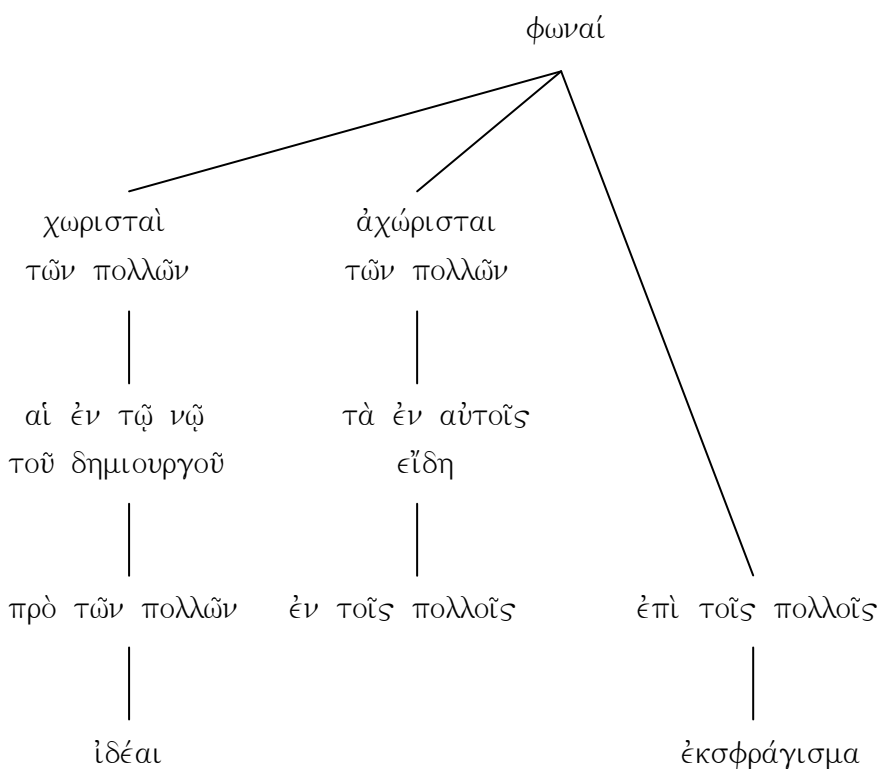 φωναί
χωρισταὶ ἀχώρισται
τῶν πολλῶν τῶν πολλῶν
αἱ ἐν τῷ νῷ τὰ ἐν αὐτοῖς
τοῦ δημιουργοῦ εἴδη
πρὸ τῶν πολλῶν ἐν τοῖς πολλοῖς ἐπὶ τοῖς πολλοῖς
ἰδέαι ἐκσφράγισμα